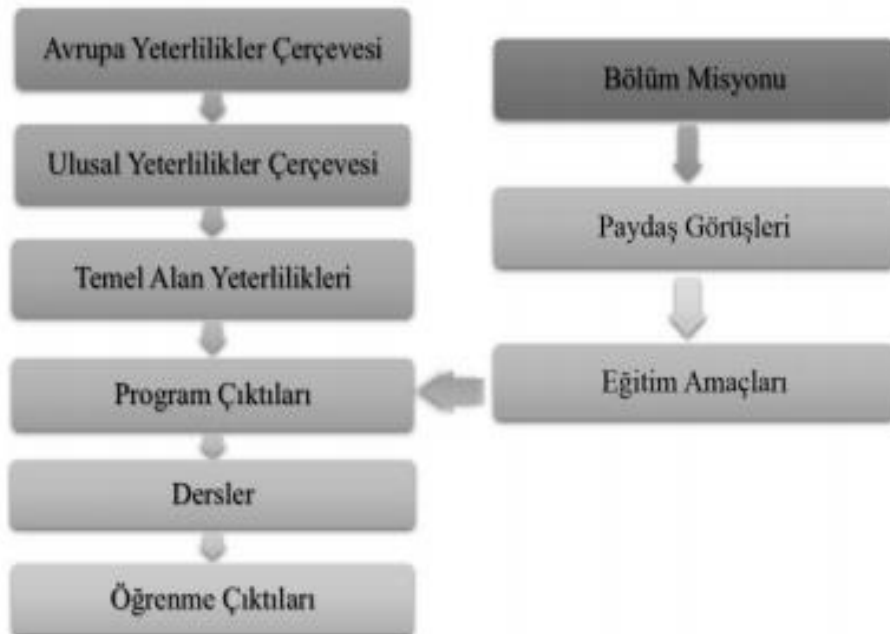 Avrupa Yeterlilikler Çerçevesi
Ulusal Yeterlilikler Çerçevesi
Temel Alan Yeterlilikleri
Program Çıktıları
Dersler
Öğrenme Çıktıları
Bölüm Misyonu
Paydaş Görüşleri
Eğitim Amaçları